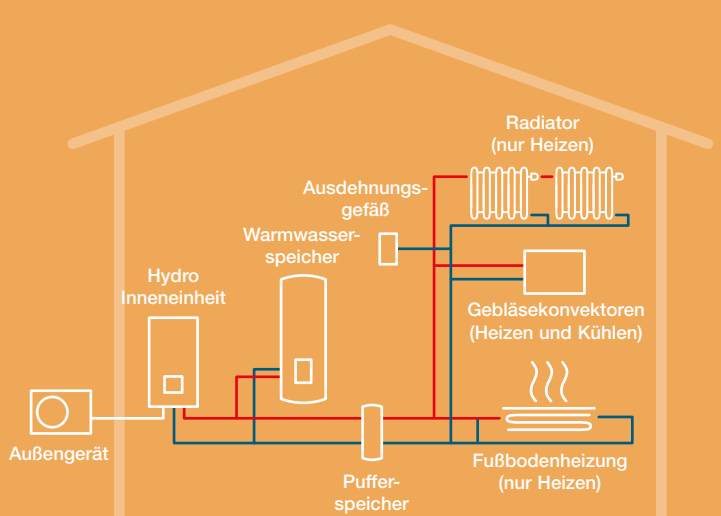 Radiator
(nur Heizen)
Ausdehnungs-
gefäß
Warmwasser-
speicher
Hydro
Inneneinheit
Gebläsekonvektoren
(Heizen und Kühlen)
Außengerät
Fußbodenheizung
(nur Heizen)
Puffer-
speicher